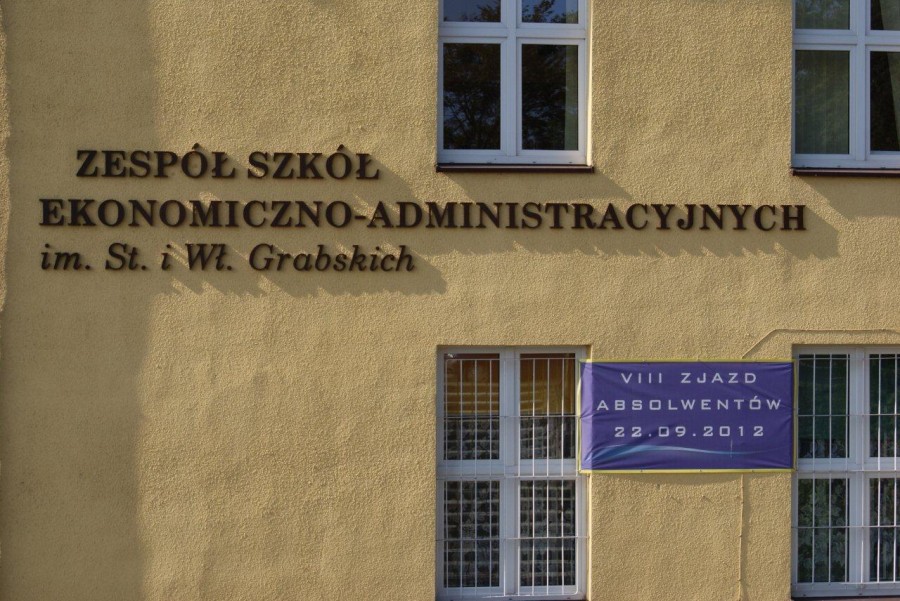 ZESPÓŁ SZKÓŁ
EKONOMICZNO-ADMINISTRACYJNYCH
im. St. i Wł. Grabskich
VIII ZJAZD
ABSOLWENTÓW
22.09.2012